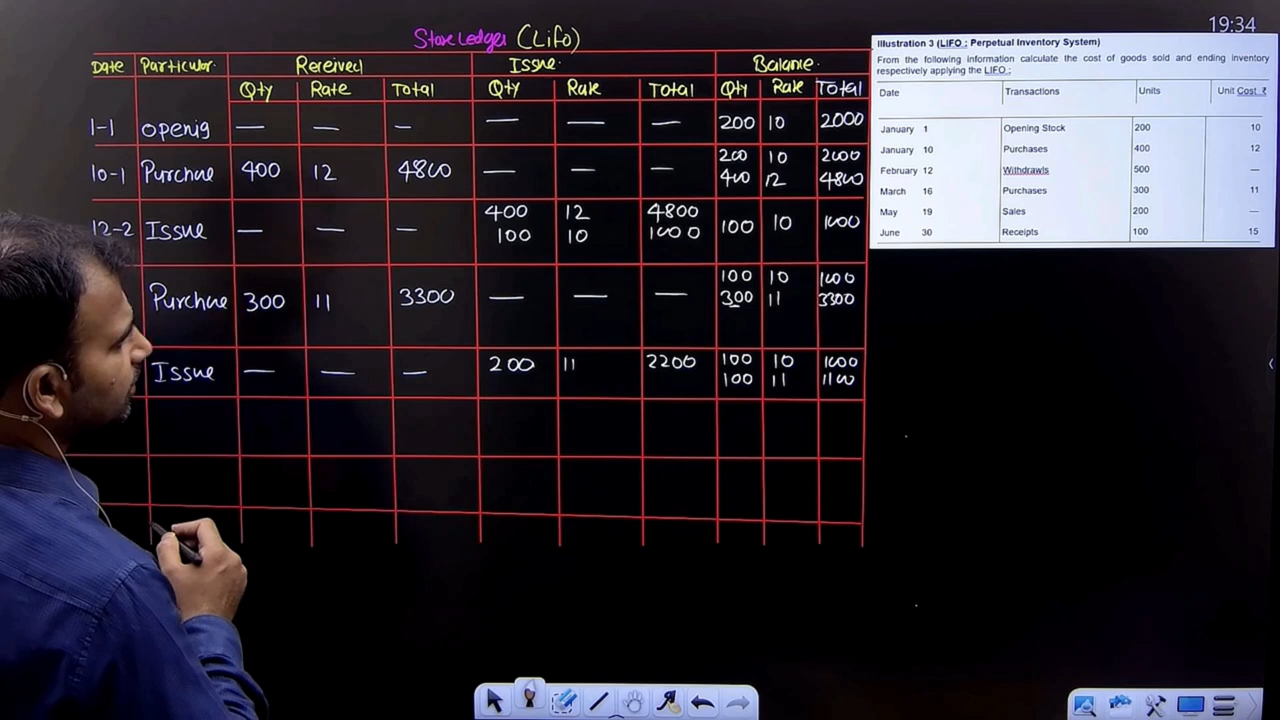 19:34
Store Ledger (Lifo)
Date Particular Received Issue Balance
Qty Rate Total Qty Rate Total Qty Rate Total
1-1 openig — — — — — — 200 10 2000
10-1 Purchae 400 12 4800 — — — 200 10 2000
400 12 4800
12-2 Issue — — — 400 12 4800 100 10 1000
100 10 1000
Purchae 300 11 3300 — — — 100 10 1000
300 11 3300
Issue — — — 200 11 2200 100 10 1000
100 11 1100
Illustration 3 (LIFO : Perpetual Inventory System)
From the following information calculate the cost of goods sold and ending inventory
respectively applying the LIFO :
Date Transactions Units Unit Cost ₹
January 1 Opening Stock 200 10
January 10 Purchases 400 12
February 12 Withdrawls 500 —
March 16 Purchases 300 11
May 19 Sales 200 —
June 30 Receipts 100 15